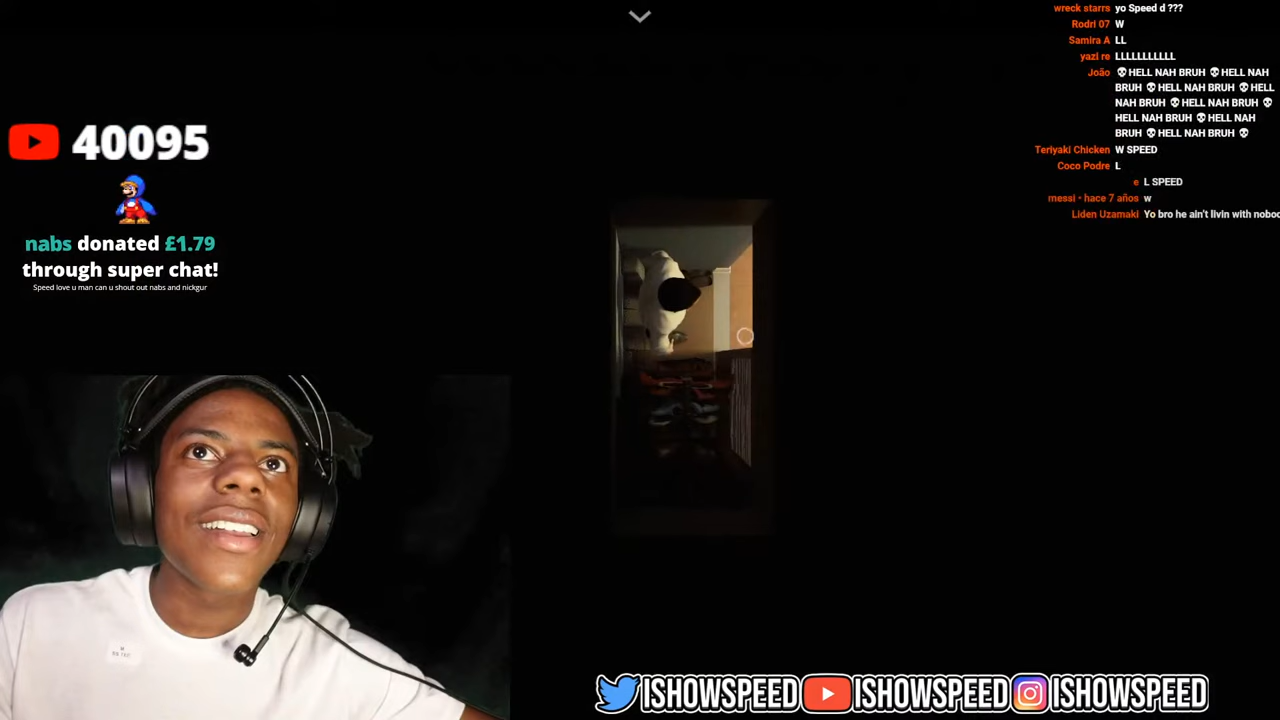 wreck starrs yo Speed d ???
Rodri 07 W
Samira A LL
yazi re LLLLLLLLLLL
João 💀HELL NAH BRUH 💀HELL NAH
BRUH 💀HELL NAH BRUH 💀HELL
NAH BRUH 💀HELL NAH BRUH 💀
HELL NAH BRUH 💀HELL NAH
BRUH 💀HELL NAH BRUH 💀
Teriyaki Chicken W SPEED
Coco Podre L
e L SPEED
messi • hace 7 años w
Liden Uzamaki Yo bro he ain't livin with noboc
40095
nabs donated £1.79
through super chat!
Speed love u man can u shout out nabs and nickgur
ISHOWSPEED ISHOWSPEED ISHOWSPEED